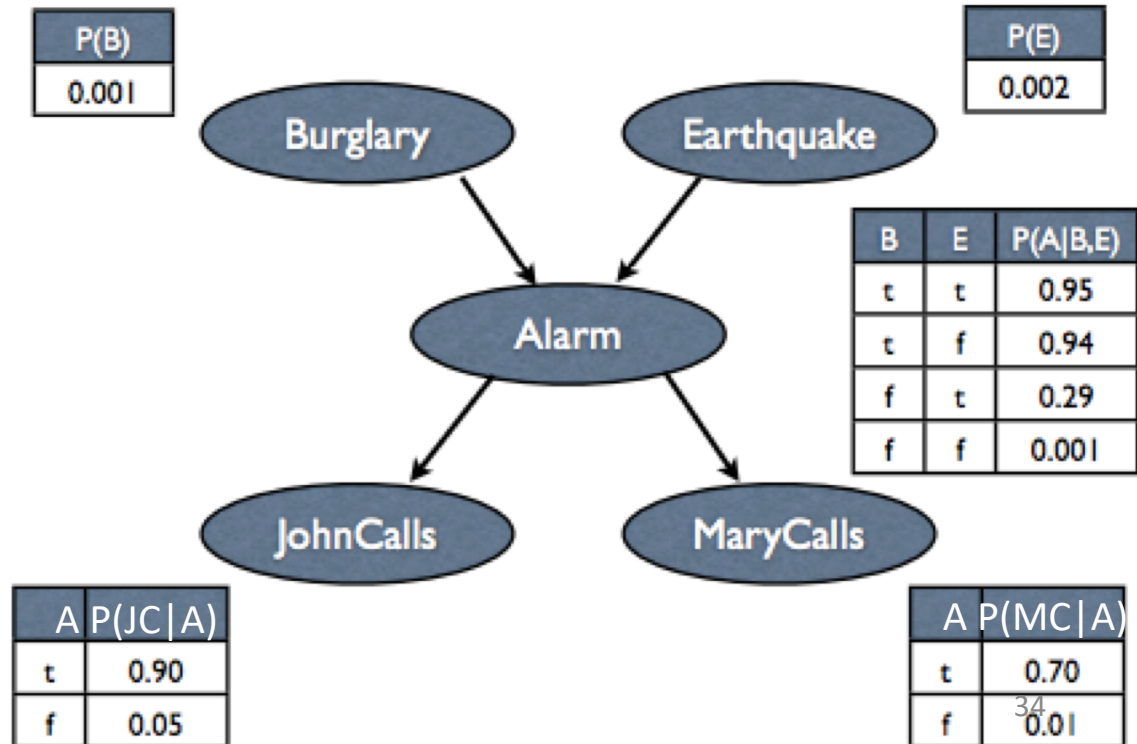 P(B)
0.001
P(E)
0.002
Burglary
Earthquake
B E P(A|B,E)
t t 0.95
t f 0.94
f t 0.29
f f 0.001
Alarm
JohnCalls
MaryCalls
A P(JC|A)
t 0.90
f 0.05
A P(MC|A)
t 0.70
34
f 0.01